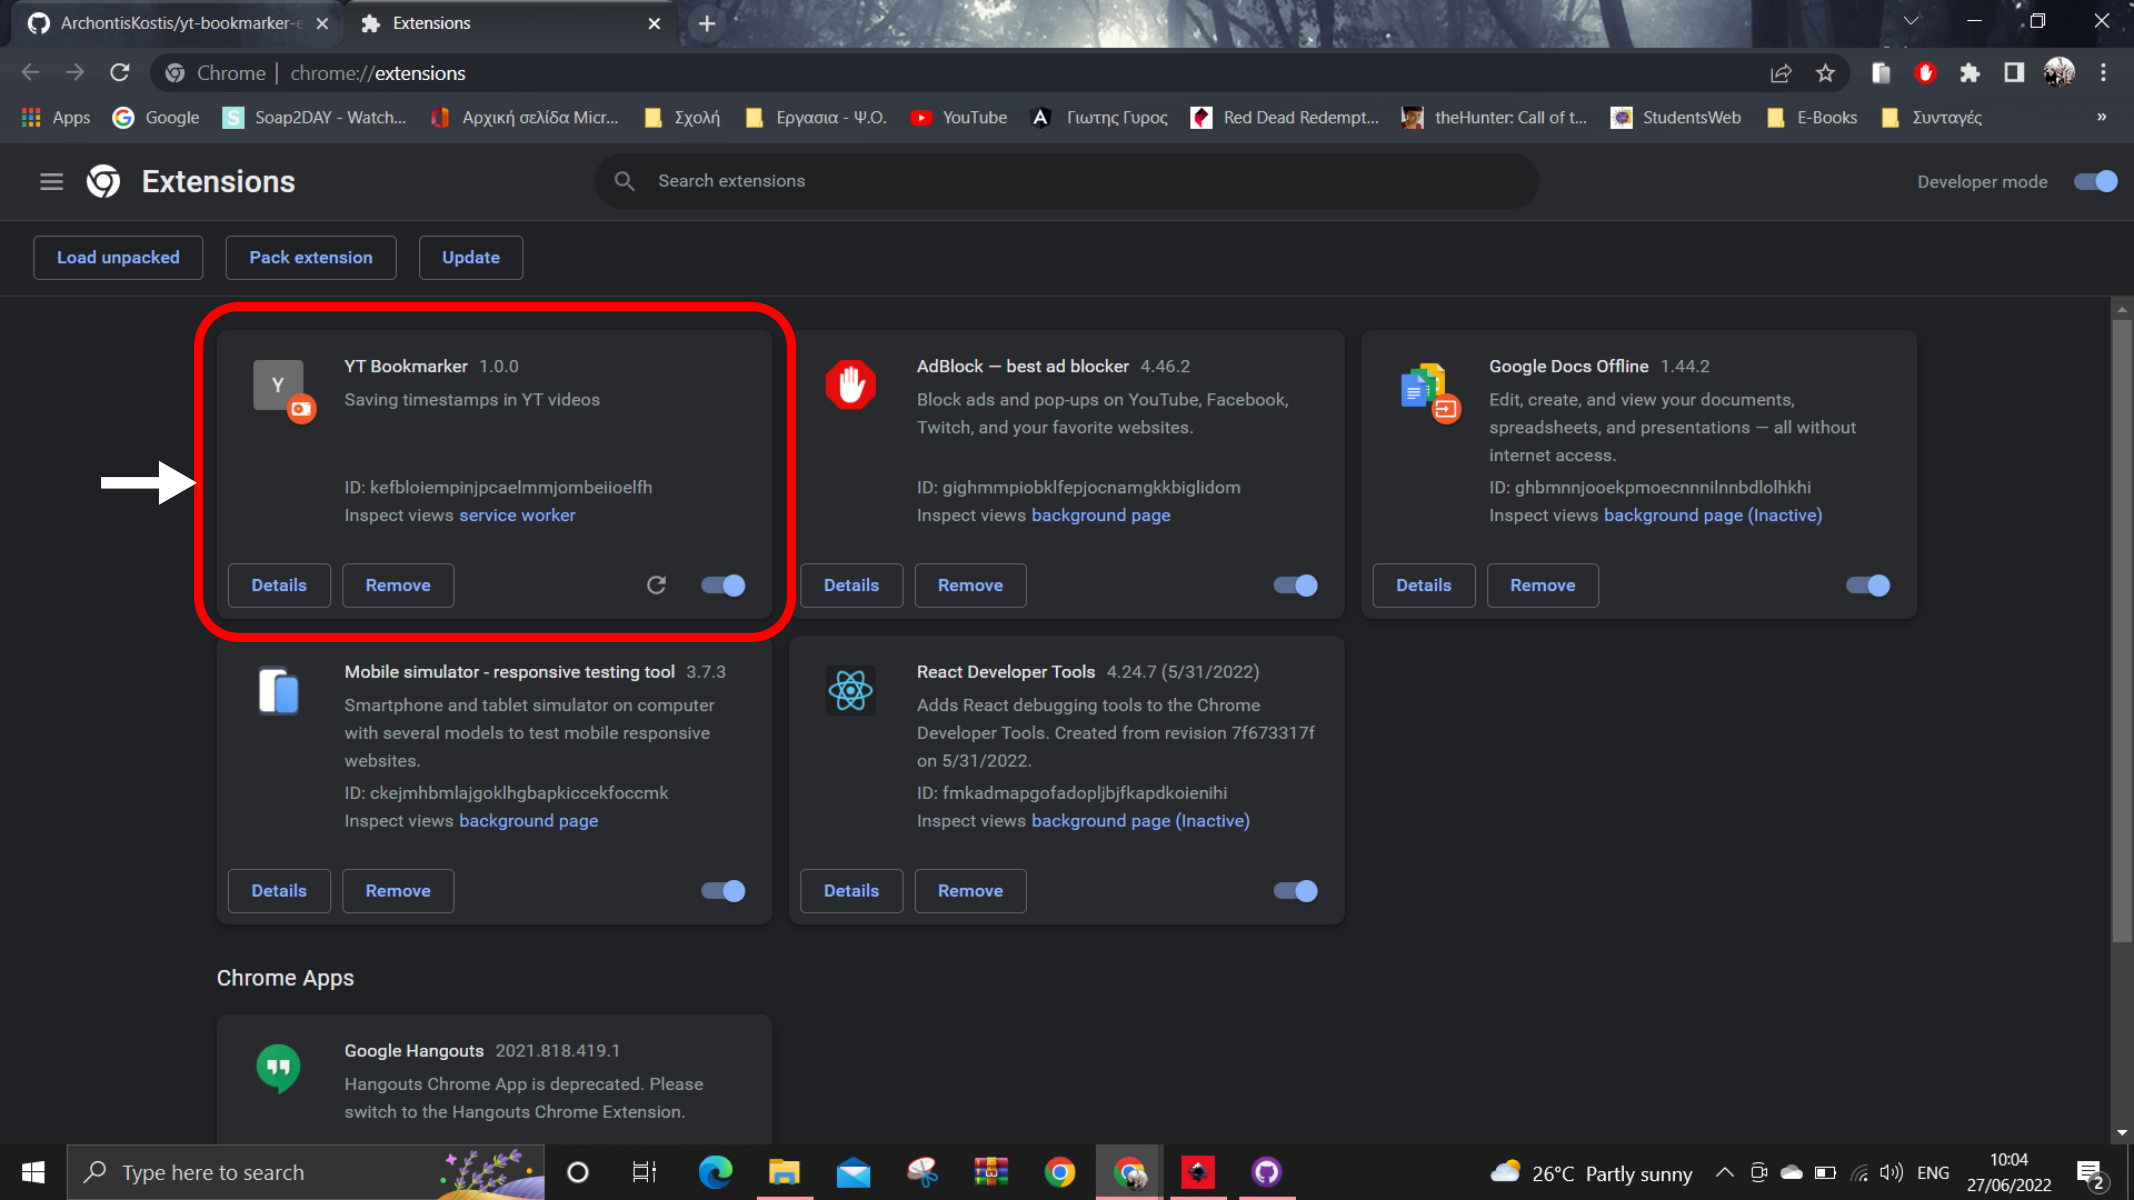 ArchontisKostis/yt-bookmarker-e
Extensions
Chrome | chrome://extensions
Apps
Google
Soap2DAY - Watch...
Αρχική σελίδα Micr...
Σχολή
Εργασια - Ψ.Ο.
YouTube
Γιωτης Γυρος
Red Dead Redempt...
theHunter: Call of t...
StudentsWeb
E-Books
Συνταγές
»
Extensions
Search extensions
Developer mode
Load unpacked
Pack extension
Update
Y
YT Bookmarker 1.0.0
Saving timestamps in YT videos
ID: kefbloiempinjpcaelmmjombeiioelfh
Inspect views service worker
Details
Remove
AdBlock — best ad blocker 4.46.2
Block ads and pop-ups on YouTube, Facebook,
Twitch, and your favorite websites.
ID: gighmmpiobklfepjocnamgkkbiglidom
Inspect views background page
Details
Remove
Google Docs Offline 1.44.2
Edit, create, and view your documents,
spreadsheets, and presentations — all without
internet access.
ID: ghbmnnjooekpmoecnnnilnnbdlolhkhi
Inspect views background page (Inactive)
Details
Remove
Mobile simulator - responsive testing tool 3.7.3
Smartphone and tablet simulator on computer
with several models to test mobile responsive
websites.
ID: ckejmhbmlajgoklhgbapkiccekfoccmk
Inspect views background page
Details
Remove
React Developer Tools 4.24.7 (5/31/2022)
Adds React debugging tools to the Chrome
Developer Tools. Created from revision 7f673317f
on 5/31/2022.
ID: fmkadmapgofadopljbjfkapdkoienihi
Inspect views background page (Inactive)
Details
Remove
Chrome Apps
Google Hangouts 2021.818.419.1
Hangouts Chrome App is deprecated. Please
switch to the Hangouts Chrome Extension.
Type here to search
26°C Partly sunny
ENG
10:04
27/06/2022
2